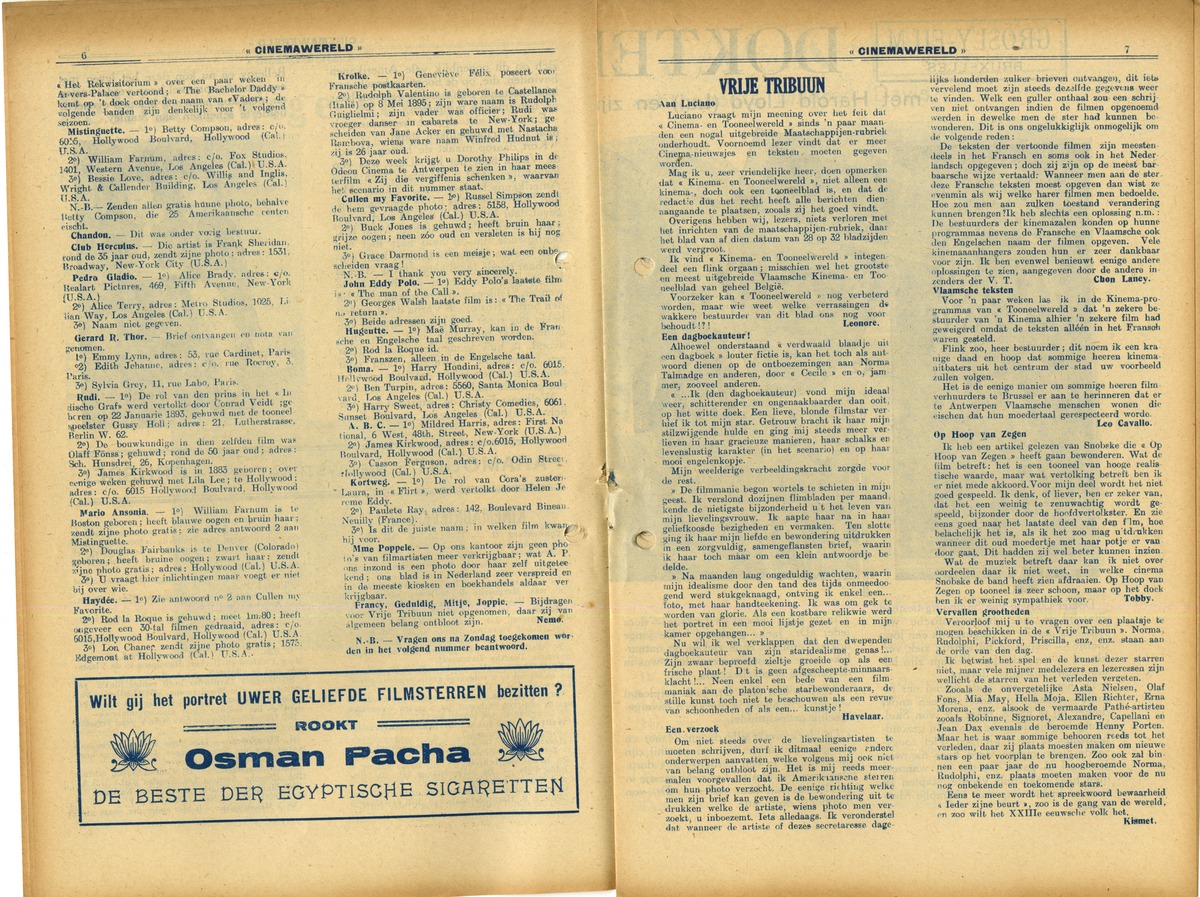 6
« CINEMAWERELD »
« Het Rekwisitorium » over een paar weken in
Anvers-Palace vertoond; « The Bachelor Daddy »
komt op 't doek onder den naam van «Vader»; de
volgende banden zijn denkelijk voor 't volgend
seizoen.
Mistinguette. — 1º) Betty Compson, adres: c/o.
6015, Hollywood Boulvard, Hollywood (Cal.)
U.S.A.
2º) William Farnum, adres: c/o. Fox Studios,
1401, Western Avenue, Los Angeles (Cal.) U.S.A.
3º) Bessie Love, adres: c/o. Willis and Inglis,
Wright & Callender Building, Los Angeles (Cal.)
U.S.A.
N.-B. — Zenden allen gratis hunne photo, behalve
Betty Compson, die 25 Amerikaansche centen
eischt.
Chandon. — Dit was onder vorig bestuur.
Club Hercules. — Die artist is Frank Sheridan,
rond de 35 jaar oud, zendt zijne photo; adres: 1531,
Broadway, New-York City (U.S.A.)
Pedro Gladio. — 1º) Alice Brady, adres: c/o.
Realart Pictures, 469, Fifth Avenue, New-York
(U.S.A.)
2º) Alice Terry, adres: Metro Studios, 1025, Li
lian Way, Los Angeles (Cal.) U.S.A.
3º) Naam niet gegeven.
Gerard R. Thor. — Brief ontvangen en nota van
genomen.
1º) Emmy Lynn, adres: 53, rue Cardinet, Paris
2) Edith Jehanne, adres: c/o, rue Rocroy, 3,
Paris.
3º) Sylvia Grey, 11, rue Labo, Paris.
Rudi. — 1º) De rol van den prins in het « In
dische Graf» werd vertolkt door Conrad Veidt (ge
boren op 22 Januarie 1893, gehuwd met de tooneel
speelster Gussy Holl; adres: 21, Lutherstrasse,
Berlin W. 62.
2º) De bouwkundige in dien zelfden film was
Olaff Fönss; gehuwd; rond de 50 jaar oud; adres:
Sch. Hunsdrei, 26, Kopenhagen.
3º) James Kirkwood is in 1883 geboren; over
eenige weken gehuwd met Lila Lee; te Hollywood;
adres: c/o. 6015 Hollywood Boulvard, Hollywood
(Cal.) U.S.A.
Mario Ansonia. — 1º) William Farnum is te
Boston geboren; heeft blauwe oogen en bruin haar;
zendt zijne photo gratis; zie adres antwoord 2 aan
Mistinguette.
2º) Douglas Fairbanks is te Denver (Colorado)
geboren; heeft bruine oogen; zwart haar; zendt
zijne photo gratis; adres; Hollywood (Cal.) U.S.A.
3º) U vraagt hier inlichtingen maar voegt er niet
bij over wie.
Haydée. — 1º) Zie antwoord nº 2 aan Cullen my
Favorite.
2º) Rod la Roque is gehuwd; meet 1m.80; heeft
ongeveer een 30-tal filmen gedraaid, adres: c/o.
6015,Hollywood Boulvard, Hollywood (Cal.) U.S.A.
3º) Lon Chaney zendt zijne photo gratis; 1575,
Edgemont at Hollywood (Cal.) U.S.A.
Krolke. — 1º) Geneviève Félix poseert voor
Fransche postkaarten.
2º) Rudolph Valentino is geboren te Castellanea
(Italië) op 8 Mei 1895; zijn ware naam is Rudolph
Guiglielmi; zijn vader was officier; Rudi was
vroeger danser in cabarets te New-York; ge
scheiden van Jane Acker en gehuwd met Nastacha
Rambova, wiens ware naam Winfred Hudnut is;
zij is 26 jaar oud.
3º) Deze week krijgt u Dorothy Philips in de
Odeon Cinema te Antwerpen te zien in haar mees-
terfilm « Zij die vergiffenis schenken », waarvan
het scenario in dit nummer staat.
Cullen my Favorite. — 1º) Russel Simpson zendt
de hem gevraagde photo; adres: 5158, Hollywood
Boulvard, Los Angeles (Cal.) U.S.A.
2º) Buck Jones is gehuwd; heeft bruin haar;
grijze oogen; neen zóo oud en versleten is hij nog
niet.
3º) Grace Darmond is een meisje; wat een onbe
scheiden vraag!
N.-B. — I thank you very sincerely.
John Eddy Polo. — 1º) Eddy Polo's laatste film
is: « The man of the Call ».
2º) Georges Walsh laatste film is: « The Trail of
no return ».
3º) Beide adressen zijn goed.
Huguette. — 1º) Maë Murray, kan in de Fran
sche en Engelsche taal geschreven worden.
2º) Rod la Roque id.
3º) Franszen, alleen in de Engelsche taal.
Roma. — 1º) Harry Houdini, adres: c/o. 6015,
Hollywood Boulvard, Hollywood (Cal.) U.S.A.
2º) Ben Turpin, adres: 5560, Santa Monica Boul
vard, Los Angeles (Cal.) U.S.A.
3º) Harry Sweet, adres: Christy Comedies, 6061,
Sunset Boulvard, Los Angeles (Cal.) U.S.A.
A. B. C. — 1º) Mildred Harris, adres: First Na
tional, 6 West, 48th. Street, New-York (U.S.A.)
2º) James Kirkwood, adres: c/o.6015, Hollywood
Boulvard, Hollywood (Cal.) U.S.A.
3º) Casson Ferguson, adres: c/o. Odin Street,
Hollywood (Cal.) U.S.A.
Kortweg. — 1º) De rol van Cora's zuster
Laura, in « Flirt », werd vertolkt door Helen Je
reme Eddy.
2º) Paulete Ray, adres: 142, Boulevard Bineau,
Neuilly (France).
3º) Is dit de juiste naam; in welken film kwam
hij voor.
Mme Poppele. — Op ons kantoor zijn geen pho
to's van filmartisten meer verkrijgbaar; wat A. P.
ons inzond is een photo door haar zelf uitgetee
kend; ons blad is in Nederland zeer verspreid en
in de meeste kiosken en boekhandels aldaar ver
krijgbaar.
Francy, Geduldig, Mitje, Joppie. — Bijdragen
voor Vrije Tribuun niet opgenomen, daar zij van
algemeen belang ontbloot zijn. Nemo.
N.-B. — Vragen ons na Zondag toegekomen wor
den in het volgend nummer beantwoord.
Wilt gij het portret UWER GELIEFDE FILMSTERREN bezitten ?
ROOKT
Osman Pacha
DE BESTE DER EGYPTISCHE SIGARETTEN
« CINEMAWERELD »
7
VRIJE TRIBUUN
Aan Luciano
Luciano vraagt mijn meening over het feit dat
« Cinema- en Tooneelwereld » sinds 'n paar maan-
den een nogal uitgebreide Maatschappijen-rubriek
onderhoudt. Voornoemd lezer vindt dat er meer
Cinema-nieuwsjes en teksten moeten gegeven
worden.
Mag ik u, zeer vriendelijke heer, doen opmerken
dat « Kinema- en Tooneelwereld », niet alleen een
kinema-, doch ook een tooneelblad is, en dat de
redactie dus het recht heeft alle berichten dien-
aangaande te plaatsen, zooals zij het goed vindt.
Overigens hebben wij, lezers, niets verloren met
het inrichten van de maatschappijen-rubriek, daar
het blad van af dien datum van 28 op 32 bladzijden
werd vergroot.
Ik vind « Kinema- en Tooneelwereld » integen-
deel een flink orgaan; misschien wel het grootste
en meest uitgebreide Vlaamsche Kinema- en Too-
neelblad van geheel België.
Voorzeker kan « Tooneelwereld » nog verbeterd
worden, maar wie weet welke verrassingen de
wakkere bestuurder van dit blad ons nog voor
behoudt!?! Leonore.
Een dagboekauteur!
Alhoewel onderstaand « verdwaald blaadje uit
een dagboek » louter fictie is, kan het toch als ant-
woord dienen op de ontboezemingen aan Norma
Talmadge en anderen, door « Cecile » en o, jam
mer, zooveel anderen.
« ...Ik (den dagboekauteur) vond mijn ideaal
weer, schitterender en ongenaakbaarder dan ooit,
op het witte doek. Een lieve, blonde filmster ver
hief ik tot mijn star. Getrouw bracht ik haar mijn
stilzwijgende hulde en ging mij steeds meer ver-
lieven in haar gracieuze manieren, haar schalks en
levenslustig karakter (in het scenario) en op haar
mooi engelenkopje.
Mijn weelderige verbeeldingskracht zorgde voor
de rest.
» De filmmanie begon wortels te schieten in mijn
geest. Ik verslond dozijnen filmbladen per maand,
kende de nietigste bijzonderheid u t het leven van
mijn lievelingsvrouw. Ik aapte haar na in haar
geliefkoosde bezigheden en vermaken. Ten slotte
ging ik haar mijn liefde en bewondering uitdrukken
in een zorgvuldig, samengeflansten brief, waarin
ik haar toch maar om een klein antwoordje be
delde.
» Na maanden lang ongeduldig wachten, waarin
mijn idealisme door den tand des tijds onmeedoo-
gend werd stukgeknaagd, ontving ik enkel een...
foto, met haar handteekening. Ik was om gek te
worden van glorie. Als een kostbare relikwie werd
het portret in een mooi lijstje gezet en in mijn
kamer opgehangen... »
Nu wil ik wel verklappen dat den dwependen
dagboekauteur van zijn staridealisme genas!...
Zijn zwaar beproefd zieltje groeide op als een
frische plant! D t is geen afgescheepte-minnaars-
klacht!... Neen enkel een bede van een film-
maniak aan de platon'sche starbewonderaars, de
stille kunst toch niet te beschouwen als een revue
van schoonheden of als een... kunstje!
Havelaar.
Een verzoek
Om niet steeds over de lievelingsartisten te
moeten schrijven, durf ik ditmaal eenige andere
onderwerpen aanvatten welke volgens mij ook niet
van belang ontbloot zijn. Het is mij reeds meer-
malen voorgevallen dat ik Amerikaansche sterren
om hun photo verzocht. De eenige richting welke
men zijn brief kan geven is de bewondering uit te
drukken welke de artiste, wiens photo men ver-
zoekt, u inboezemt. Iets alledaags. Ik veronderstel
dat wanneer de artiste of dezes secretaresse dage-
lijks honderden zulker brieven ontvangen, dit iets
vervelend moet zijn steeds dezelfde gegevens weer
te vinden. Welk een guller onthaal zou een schrij
ven niet ontvangen indien de filmen opgenoemd
werden in dewelke men de ster had kunnen be-
wonderen. Dit is ons ongelukkiglijk onmogelijk om
de volgende reden:
De teksten der vertoonde filmen zijn meesten-
deels in het Fransch en soms ook in het Neder-
landsch opgegeven; doch zij zijn op de meest bar-
baarsche wijze vertaald: Wanneer men aan de ster
deze Fransche teksten moest opgeven dan wist ze
evenmin als wij welke harer filmen men bedoelde.
Hoe zou men aan zulken toestand verandering
kunnen brengen? Ik heb slechts een oplossing n.m.:
De bestuurders der kinemazalen konden op hunne
programmas nevens de Fransche en Vlaamsche ook
den Engelschen naam der filmen opgeven. Vele
kinemaaanhangers zouden hun er zeer dankbaar
voor zijn. Ik ben evenwel benieuwd eenige andere
oplossingen te zien, aangegeven door de andere in-
zenders der V. T. Chon Laney.
Vlaamsche teksten
Voor 'n paar weken las ik in de Kinema-pro-
grammas van « Tooneelwereld » dat 'n zekere be-
stuurder van 'n Kinema alhier 'n zekere film had
geweigerd omdat de teksten alléén in het Fransch
waren gesteld.
Flink zoo, heer bestuurder; dit noem ik een kra-
nige daad en hoop dat sommige heeren kinema-
uitbaters uit het centrum der stad uw voorbeeld
zullen volgen.
Het is de eenige manier om sommige heeren film-
verhuurders te Brussel er aan te herinneren dat er
te Antwerpen Vlaamsche menschen wonen die
eischen dat hun moedertaal gerespecteerd wordt.
Leo Cavallo.
Op Hoop van Zegen
Ik heb een artikel gelezen van Snobske die « Op
Hoop van Zegen » heeft gaan bewonderen. Wat de
film betreft: het is een tooneel van hooge realis-
tische waarde, maar wat vertolking betreft ben ik
er niet mede akkoord. Voor mijn deel wordt het niet
goed gespeeld. Ik denk, of liever, ben er zeker van,
dat het een weinig te zenuwachtig wordt ge-
speeld, bijzonder door de hoofdvertolkster. En zie
eens goed naar het laatste deel van den f lm, hoe
belachelijk het is, als ik het zoo mag u'tdrukken
wanneer dit oud moedertje met haar potje er van-
door gaat. Dit hadden zij wel beter kunnen inzien.
Wat de muziek betreft daar kan ik niet over
oordeelen daar ik niet weet, in welke cinema
Snobske de band heeft zien afdraaien. Op Hoop van
Zegen op tooneel is zeer schoon, maar op het doek
ben ik er weinig sympathiek voor. Tobby.
Vervallen grootheden
Veroorloof mij u te vragen over een plaatsje te
mogen beschikken in de « Vrije Tribuun ». Norma,
Rudolphi, Pickford, Priscilla, enz, enz. staan aan
de orde van den dag.
Ik betwist het spel en de kunst dezer starren
niet, maar vele mijner medelezers en lezeressen zijn
wellicht de starren van het verleden vergeten.
Zooals de onvergetelijke Asta Nielsen, Olaf
Fons, Mia May, Hella Moja, Ellen Richter, Erna
Morena, enz. alsook de vermaarde Pathé-artisten
zooals Robinne, Signoret, Alexandre, Capellani en
Jean Dax evenals de beroemde Henny Porten.
Maar het is waar sommige behooren reeds tot het
verleden, daar zij plaats moesten maken om nieuwe
stars op het voorplan te brengen. Zoo ook zal bin-
nen een paar jaar de nu hoogberoemde Norma,
Rudolphi, enz. plaats moeten maken voor de nu
nog onbekende en toekomende stars.
Eens te meer wordt het spreekwoord bewaarheid
« Ieder zijne beurt », zoo is de gang van de wereld,
en zoo wilt het XXIIIe eeuwsche volk het.
Kismet.